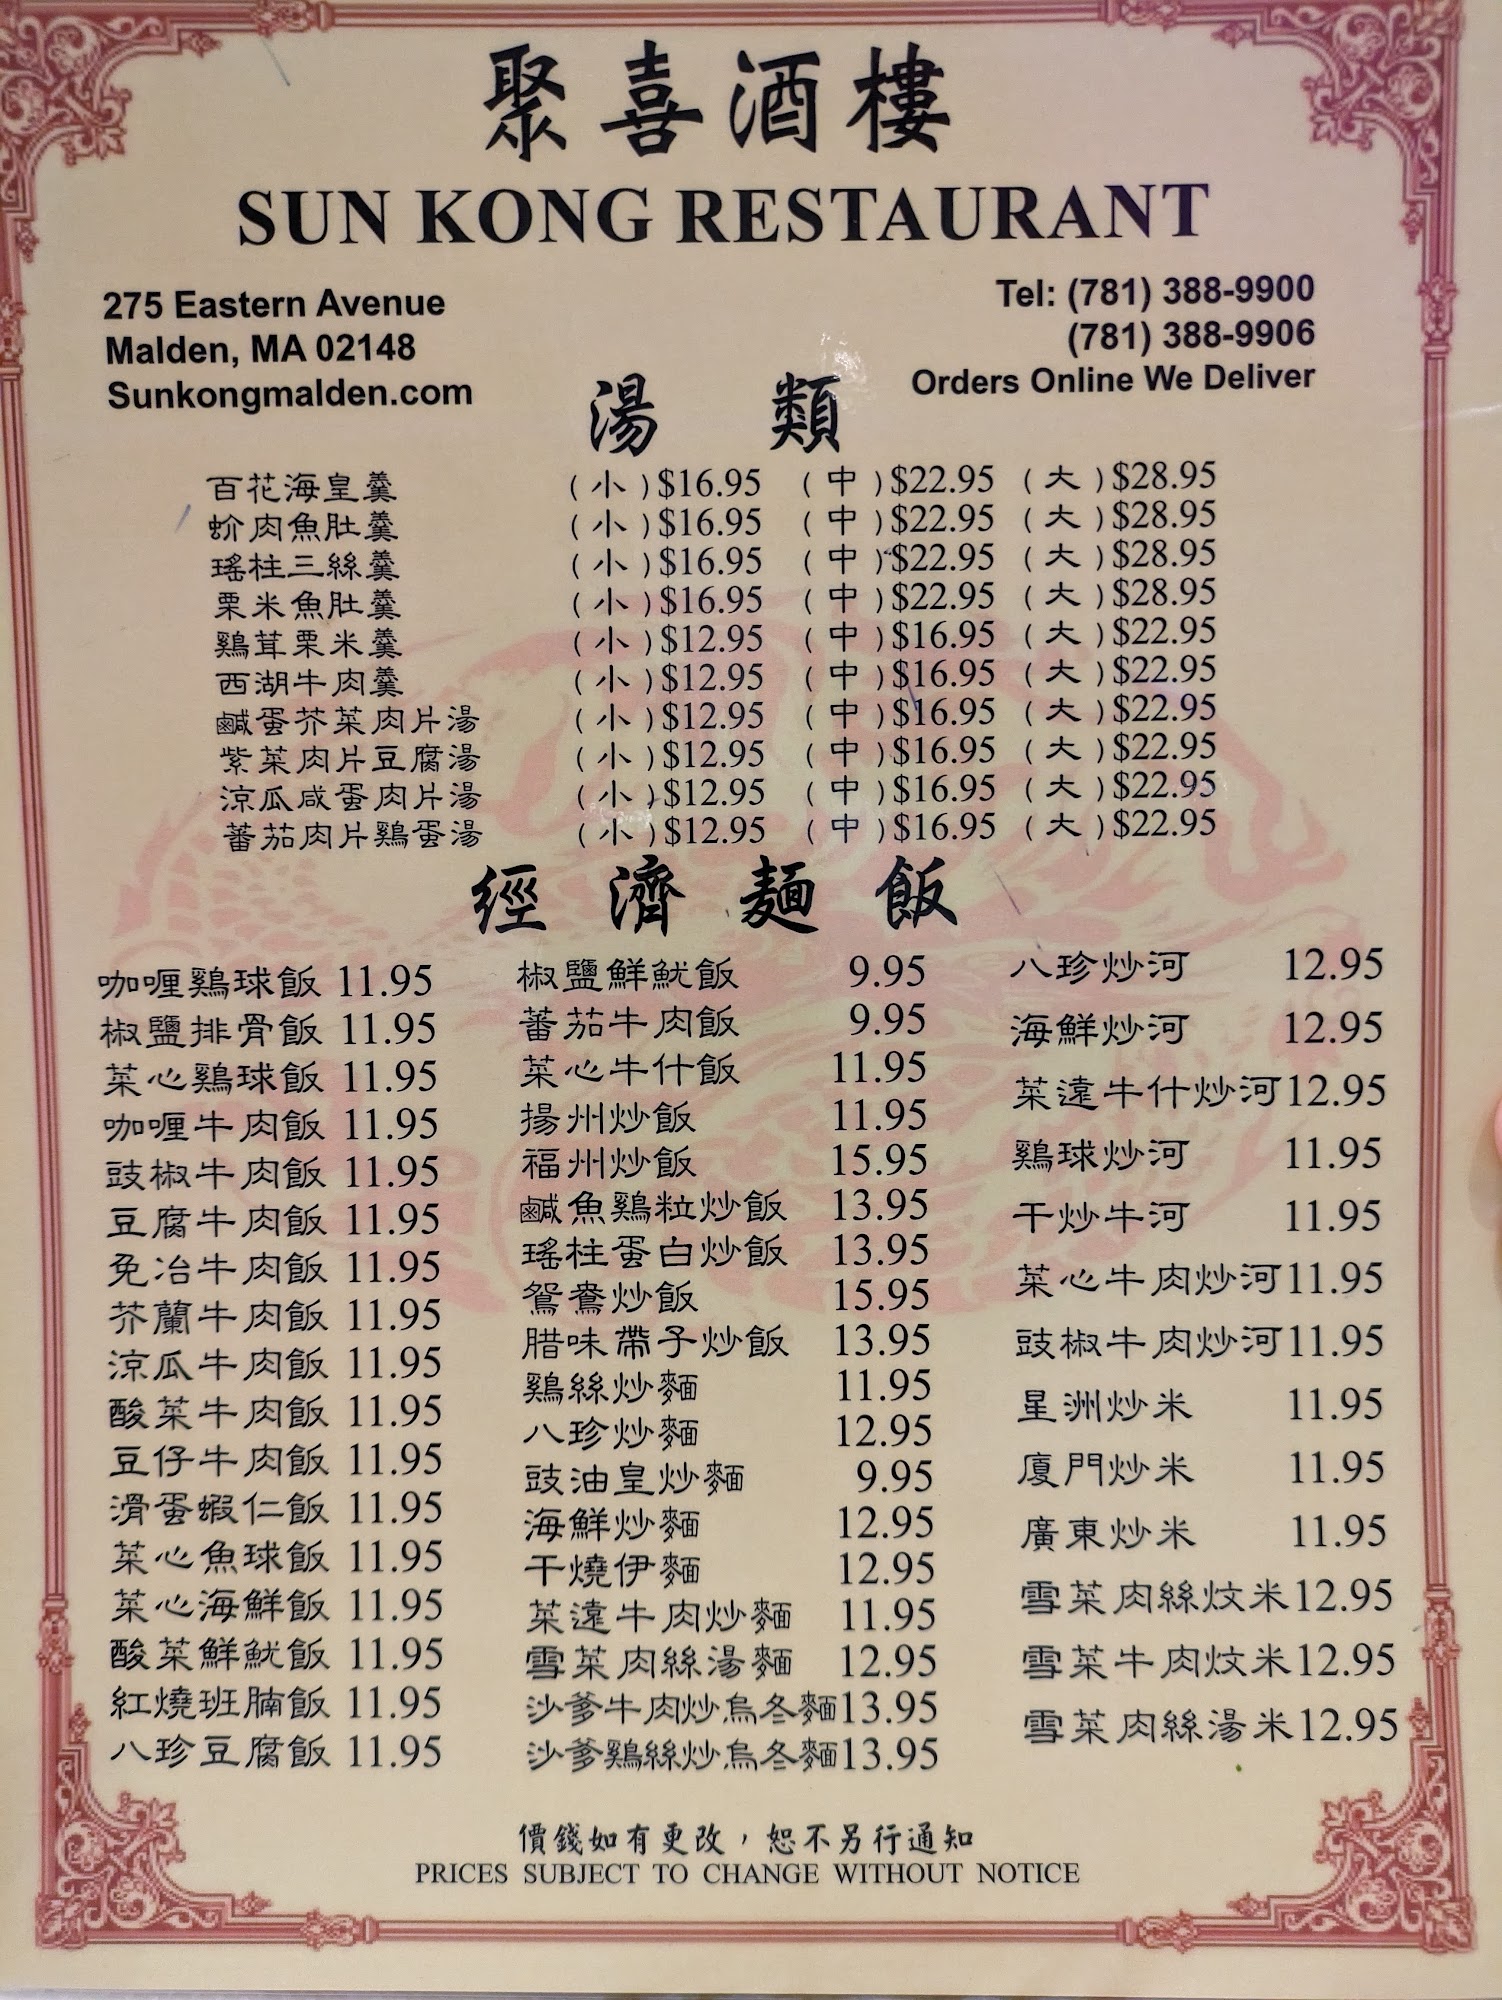 聚喜酒樓
SUN KONG RESTAURANT
275 Eastern Avenue
Malden, MA 02148
Sunkongmalden.com
Tel: (781) 388-9900
(781) 388-9906
Orders Online We Deliver
湯類
百花海皇羹 (小)$16.95 (中)$22.95 (大)$28.95
蚧肉魚肚羹 (小)$16.95 (中)$22.95 (大)$28.95
瑤柱三絲羹 (小)$16.95 (中)$22.95 (大)$28.95
栗米魚肚羹 (小)$16.95 (中)$22.95 (大)$28.95
鷄茸栗米羹 (小)$12.95 (中)$16.95 (大)$22.95
西湖牛肉羹 (小)$12.95 (中)$16.95 (大)$22.95
鹹蛋芥菜肉片湯 (小)$12.95 (中)$16.95 (大)$22.95
紫菜肉片豆腐湯 (小)$12.95 (中)$16.95 (大)$22.95
涼瓜咸蛋肉片湯 (小)$12.95 (中)$16.95 (大)$22.95
蕃茄肉片鷄蛋湯 (小)$12.95 (中)$16.95 (大)$22.95
經濟麵飯
咖喱鷄球飯 11.95
椒鹽排骨飯 11.95
菜心鷄球飯 11.95
咖喱牛肉飯 11.95
豉椒牛肉飯 11.95
豆腐牛肉飯 11.95
免冶牛肉飯 11.95
芥蘭牛肉飯 11.95
涼瓜牛肉飯 11.95
酸菜牛肉飯 11.95
豆仔牛肉飯 11.95
滑蛋蝦仁飯 11.95
菜心魚球飯 11.95
菜心海鮮飯 11.95
酸菜鮮魷飯 11.95
紅燒班腩飯 11.95
八珍豆腐飯 11.95
椒鹽鮮魷飯 9.95
蕃茄牛肉飯 9.95
菜心牛什飯 11.95
揚州炒飯 11.95
福州炒飯 15.95
鹹魚鷄粒炒飯 13.95
瑤柱蛋白炒飯 13.95
鴛鴦炒飯 15.95
腊味帶子炒飯 13.95
鷄絲炒麵 11.95
八珍炒麵 12.95
豉油皇炒麵 9.95
海鮮炒麵 12.95
干燒伊麵 12.95
菜遠牛肉炒麵 11.95
雪菜肉絲湯麵 12.95
沙爹牛肉炒烏冬麵 13.95
沙爹鷄絲炒烏冬麵 13.95
八珍炒河 12.95
海鮮炒河 12.95
菜遠牛什炒河 12.95
鷄球炒河 11.95
干炒牛河 11.95
菜心牛肉炒河 11.95
豉椒牛肉炒河 11.95
星洲炒米 11.95
廈門炒米 11.95
廣東炒米 11.95
雪菜肉絲炆米 12.95
雪菜牛肉炆米 12.95
雪菜肉絲湯米 12.95
價錢如有更改，恕不另行通知
PRICES SUBJECT TO CHANGE WITHOUT NOTICE